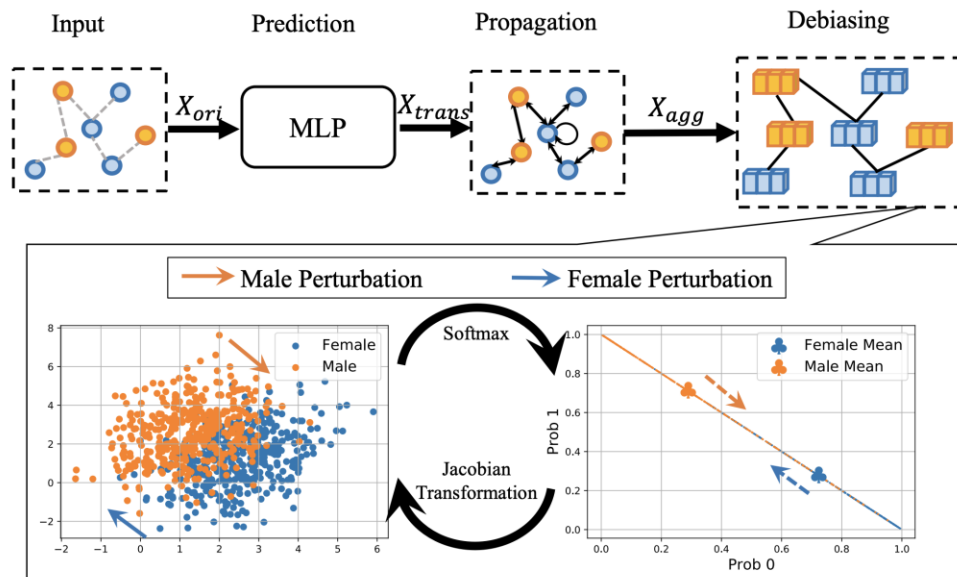 Input
Prediction
Propagation
Debiasing
X_ori
MLP
X_trans
X_agg
Male Perturbation
Female Perturbation
8
6
4
2
0
−2
−2
−1
0
1
2
3
4
5
6
Female
Male
Softmax
Jacobian
Transformation
1.0
0.8
0.6
0.4
0.2
0.0
Prob 1
0.0
0.2
0.4
0.6
0.8
1.0
Prob 0
Female Mean
Male Mean